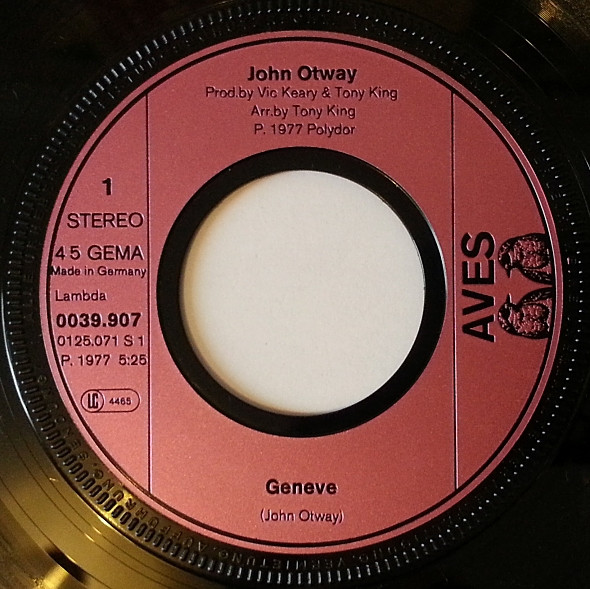 John Otway
Prod.by Vic Keary & Tony King
Arr.by Tony King
P. 1977 Polydor
1
STEREO
45 GEMA
Made in Germany
Lambda
0039.907
0125.071 S 1
P. 1977 5:25
LC 4465
AVES
Geneve
(John Otway)